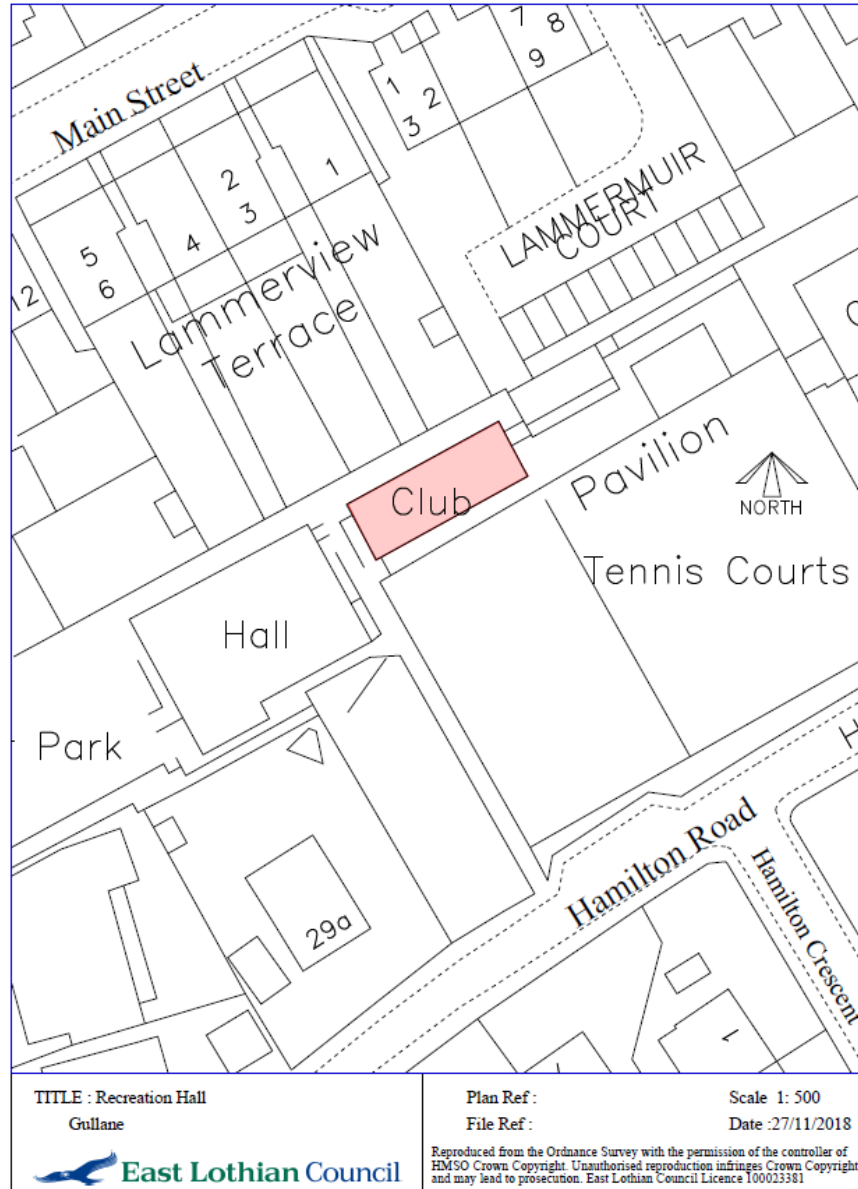 Main Street
7
8
9
1
2
3
LAMMERMUIR
COURT
1
2
3
4
5
6
12
Lammerview
Terrace
C
Club
Pavilion
NORTH
Tennis Courts
Hall
Park
H
Hamilton Road
Hamilton Crescent
29a
1
TITLE : Recreation Hall
Gullane
East Lothian Council
Plan Ref :
Scale 1: 500
File Ref :
Date :27/11/2018
Reproduced from the Ordnance Survey with the permission of the controller of
HMSO Crown Copyright. Unauthorised reproduction infringes Crown Copyright
and may lead to prosecution. East Lothian Council Licence 100023381